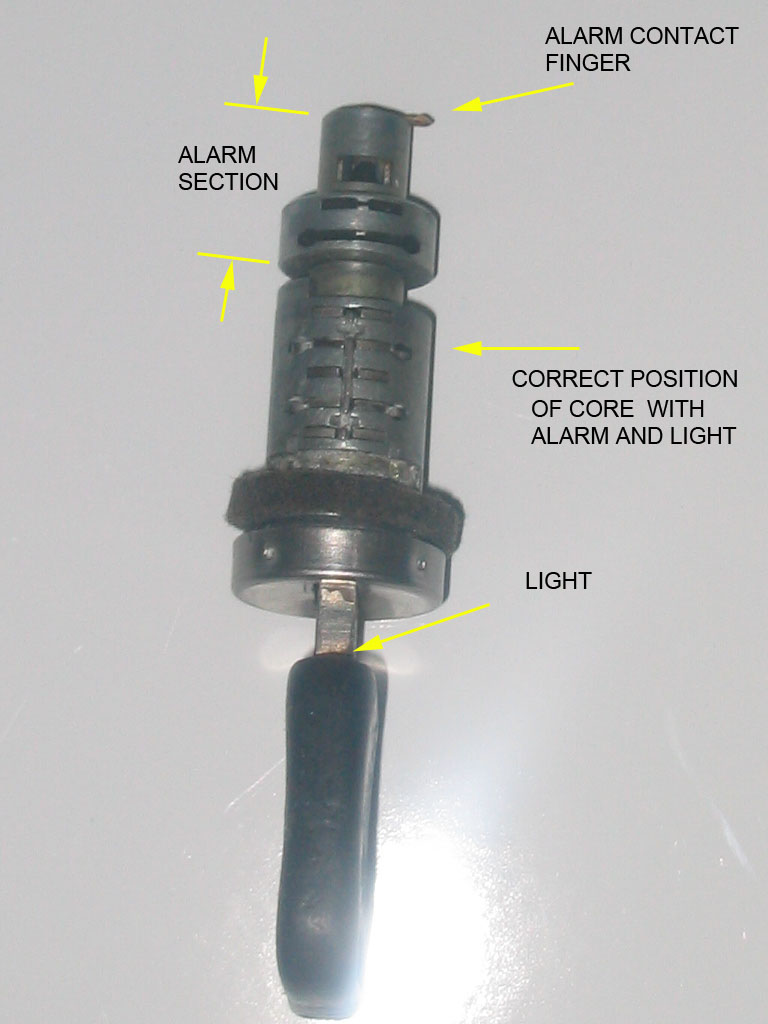 ALARM CONTACT
FINGER
ALARM
SECTION
CORRECT POSITION
OF CORE WITH
ALARM AND LIGHT
LIGHT